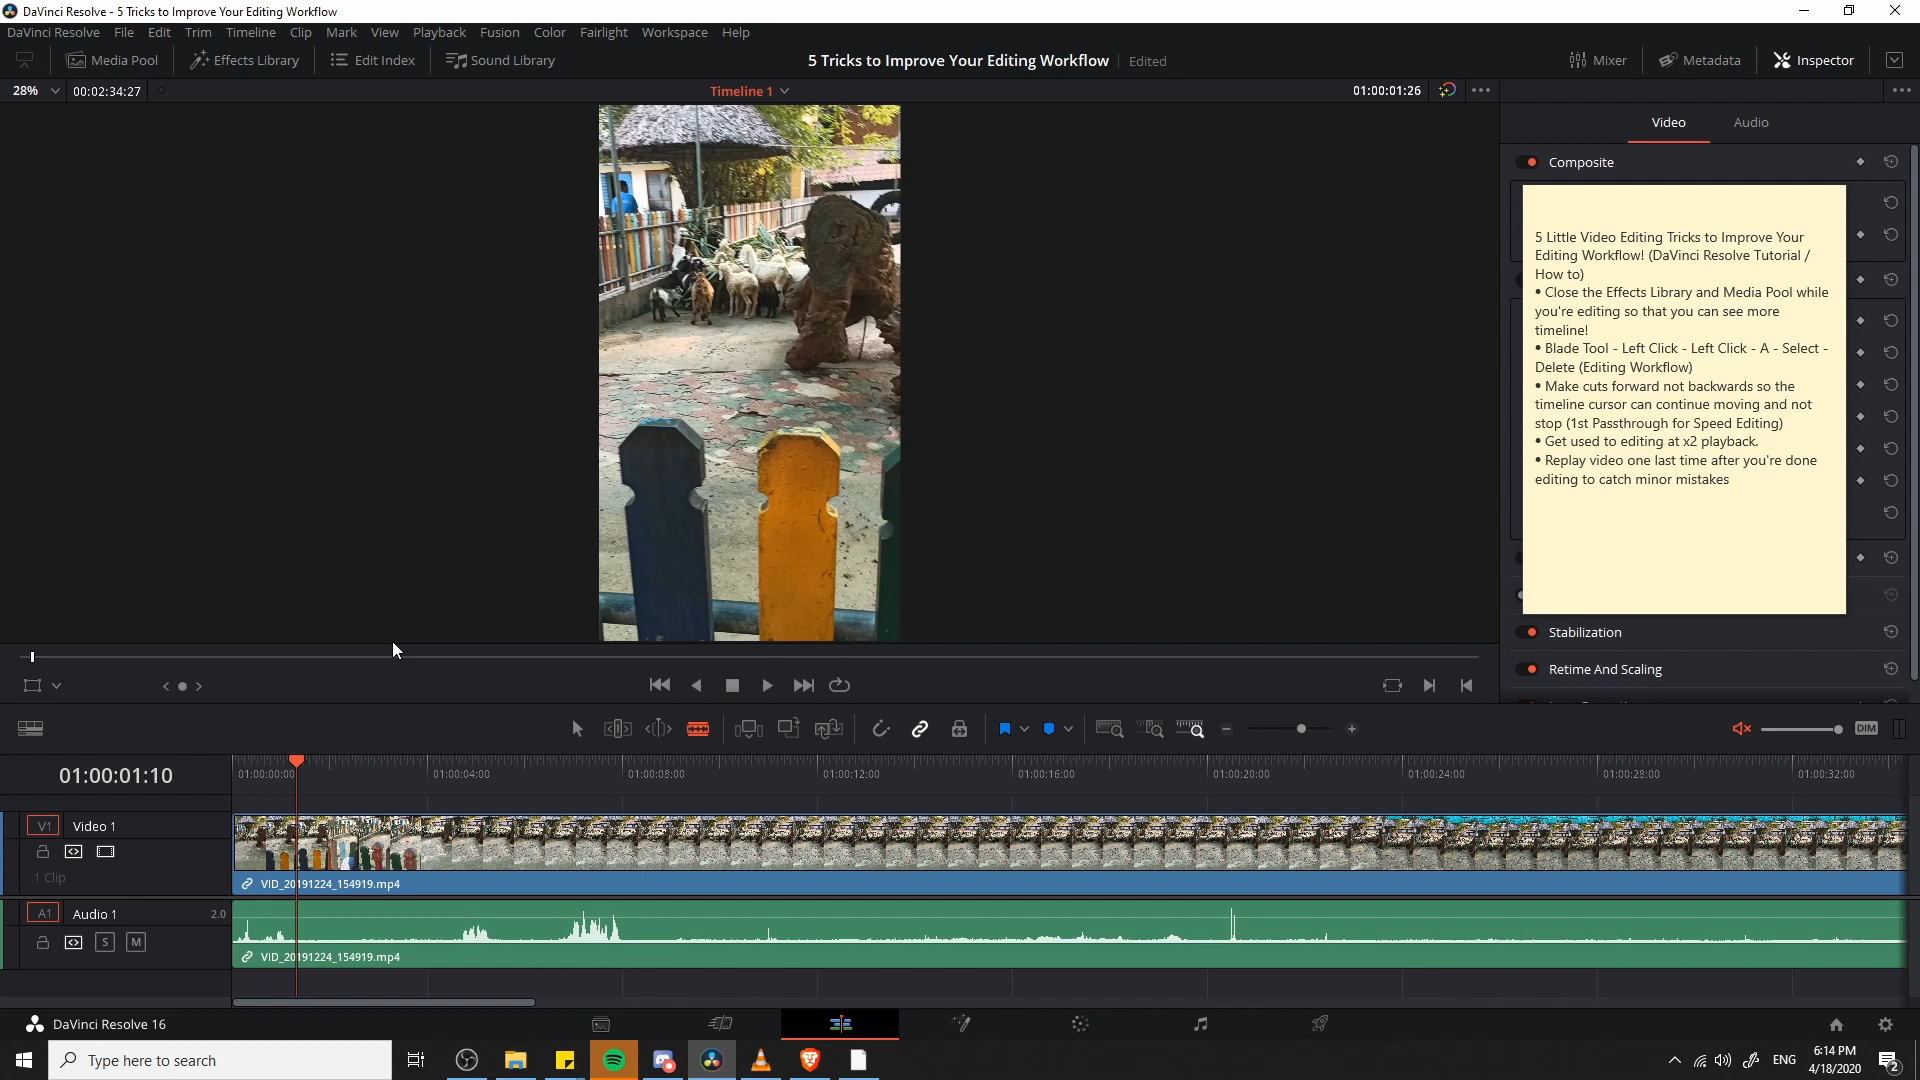 DaVinci Resolve - 5 Tricks to Improve Your Editing Workflow
DaVinci Resolve File Edit Trim Timeline Clip Mark View Playback Fusion Color Fairlight Workspace Help
Media Pool Effects Library Edit Index Sound Library 5 Tricks to Improve Your Editing Workflow Edited Mixer Metadata Inspector
28% 00:02:34:27 Timeline 1 01:00:01:26
Video Audio
Composite
5 Little Video Editing Tricks to Improve Your
Editing Workflow! (DaVinci Resolve Tutorial /
How to)
• Close the Effects Library and Media Pool while
you're editing so that you can see more
timeline!
• Blade Tool - Left Click - Left Click - A - Select -
Delete (Editing Workflow)
• Make cuts forward not backwards so the
timeline cursor can continue moving and not
stop (1st Passthrough for Speed Editing)
• Get used to editing at x2 playback.
• Replay video one last time after you're done
editing to catch minor mistakes
Stabilization
Retime And Scaling
DIM
01:00:01:10
01:00:00:00 01:00:04:00 01:00:08:00 01:00:12:00 01:00:16:00 01:00:20:00 01:00:24:00 01:00:28:00 01:00:32:00
V1 Video 1
1 Clip
VID_20191224_154919.mp4
A1 Audio 1 2.0
S M
VID_20191224_154919.mp4
DaVinci Resolve 16
Type here to search
ENG
6:14 PM
4/18/2020
2